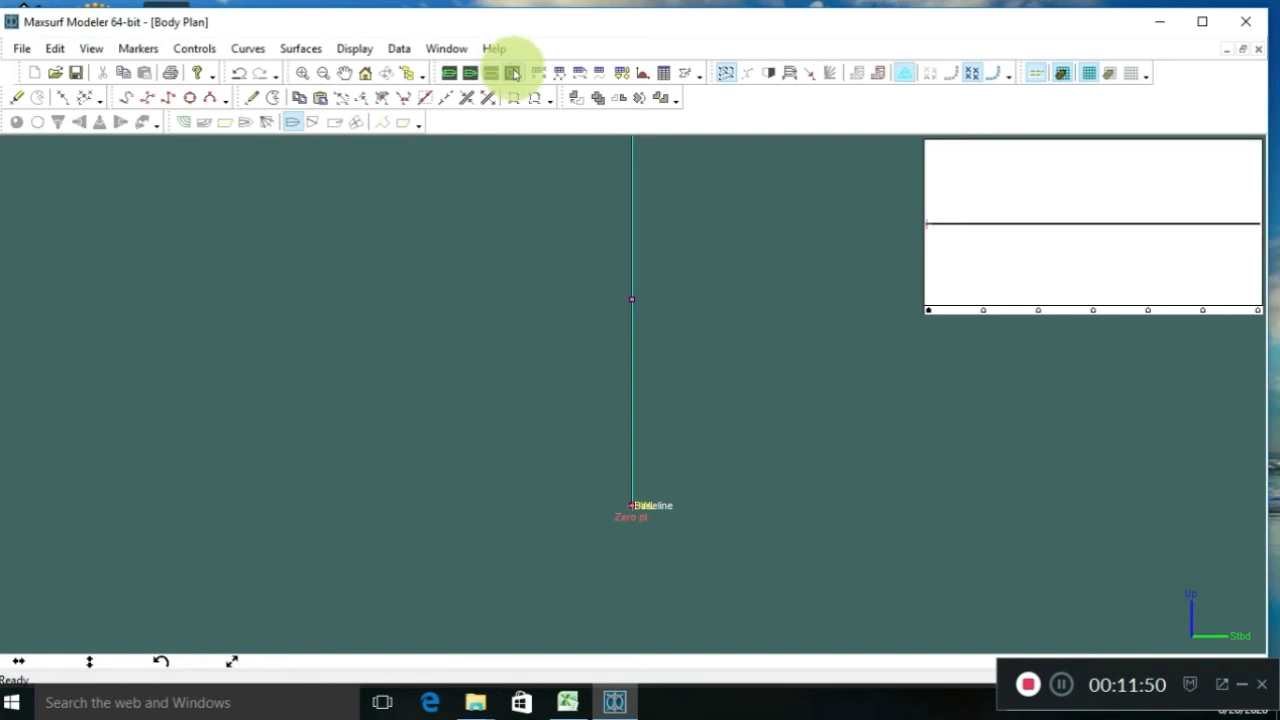 Maxsurf Modeler 64-bit - [Body Plan]
File Edit View Markers Controls Curves Surfaces Display Data Window Help
Baseline
Zero pt
Up
Stbd
Ready
00:11:50
Search the web and Windows